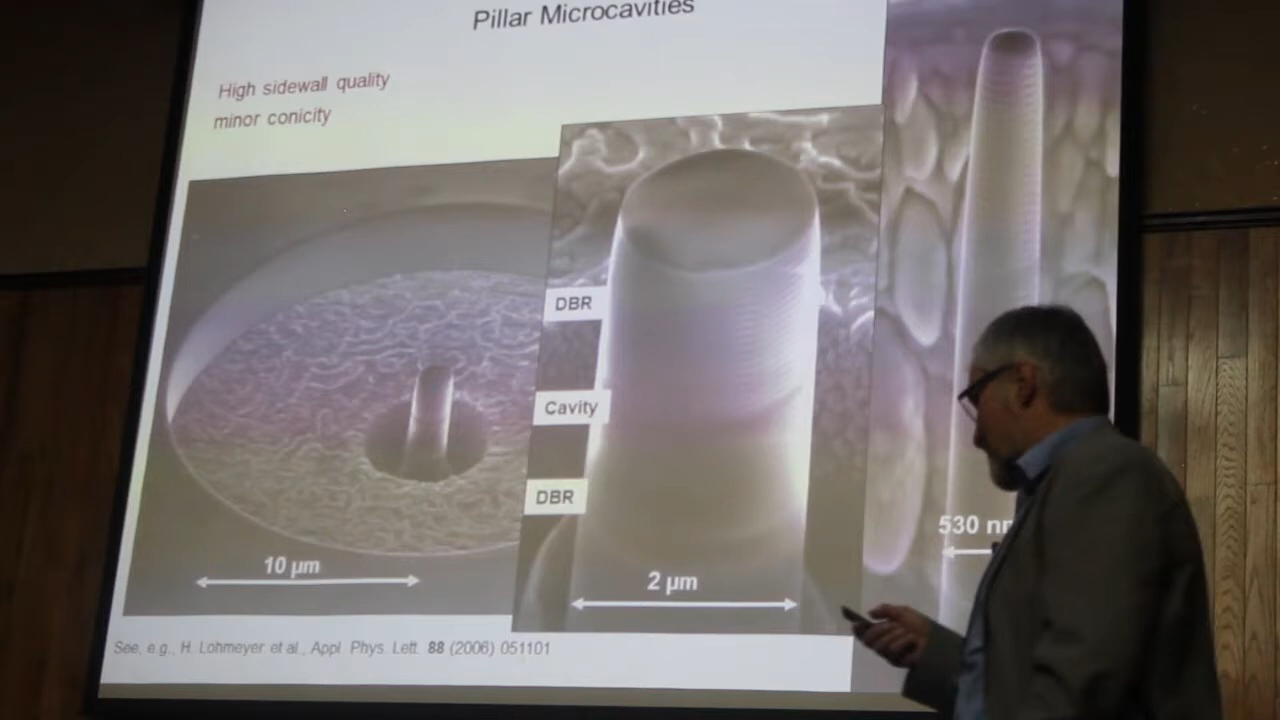 Pillar Microcavities
High sidewall quality
minor conicity
DBR
Cavity
DBR
10 µm
2 µm
530 nm
See, e.g., H. Lohmeyer et al., Appl. Phys. Lett. 88 (2006) 051101